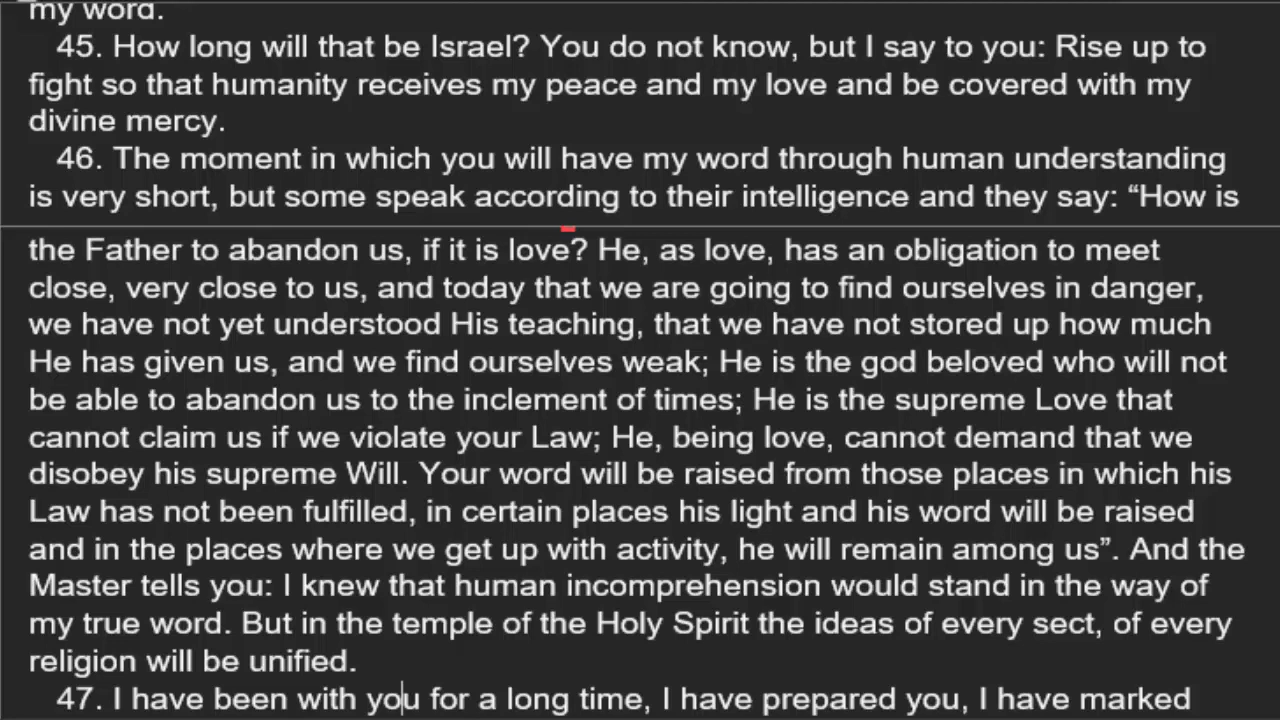 my word.
45. How long will that be Israel? You do not know, but I say to you: Rise up to
fight so that humanity receives my peace and my love and be covered with my
divine mercy.
46. The moment in which you will have my word through human understanding
is very short, but some speak according to their intelligence and they say: “How is
the Father to abandon us, if it is love? He, as love, has an obligation to meet
close, very close to us, and today that we are going to find ourselves in danger,
we have not yet understood His teaching, that we have not stored up how much
He has given us, and we find ourselves weak; He is the god beloved who will not
be able to abandon us to the inclement of times; He is the supreme Love that
cannot claim us if we violate your Law; He, being love, cannot demand that we
disobey his supreme Will. Your word will be raised from those places in which his
Law has not been fulfilled, in certain places his light and his word will be raised
and in the places where we get up with activity, he will remain among us”. And the
Master tells you: I knew that human incomprehension would stand in the way of
my true word. But in the temple of the Holy Spirit the ideas of every sect, of every
religion will be unified.
47. I have been with you for a long time, I have prepared you, I have marked